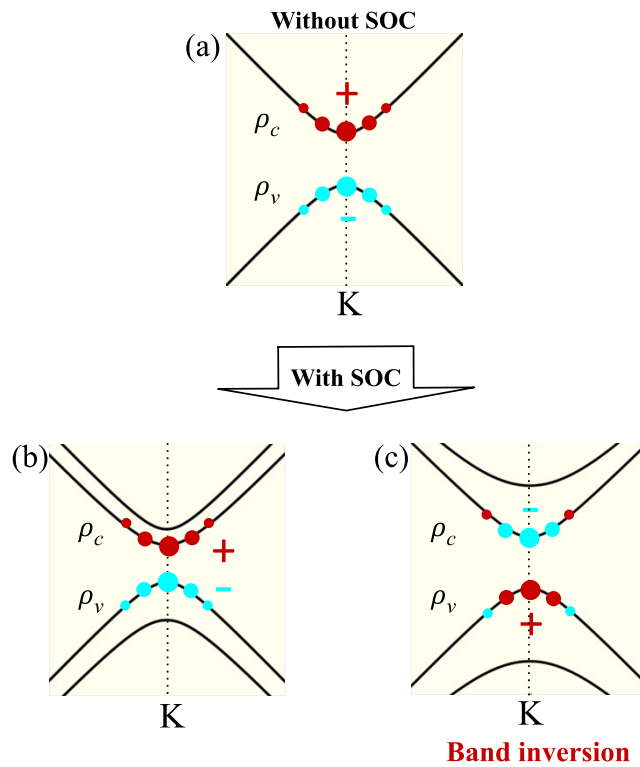 Without SOC
(a)
+
ρc
ρv
-
K
With SOC
(b)
ρc
+
ρv
-
K
(c)
-
ρc
ρv
+
K
Band inversion